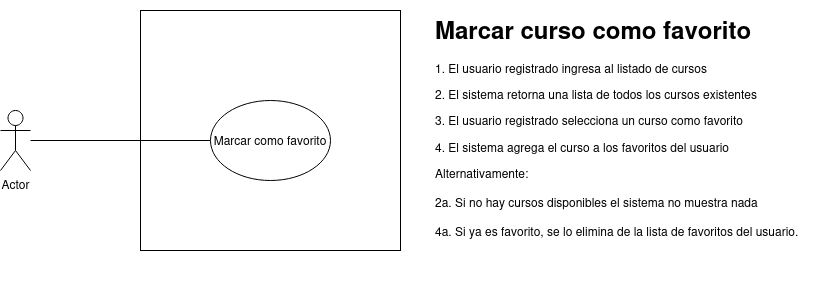 Marcar curso como favorito
1. El usuario registrado ingresa al listado de cursos
2. El sistema retorna una lista de todos los cursos existentes
3. El usuario registrado selecciona un curso como favorito
4. El sistema agrega el curso a los favoritos del usuario
Alternativamente:
2a. Si no hay cursos disponibles el sistema no muestra nada
4a. Si ya es favorito, se lo elimina de la lista de favoritos del usuario.
Marcar como favorito
Actor